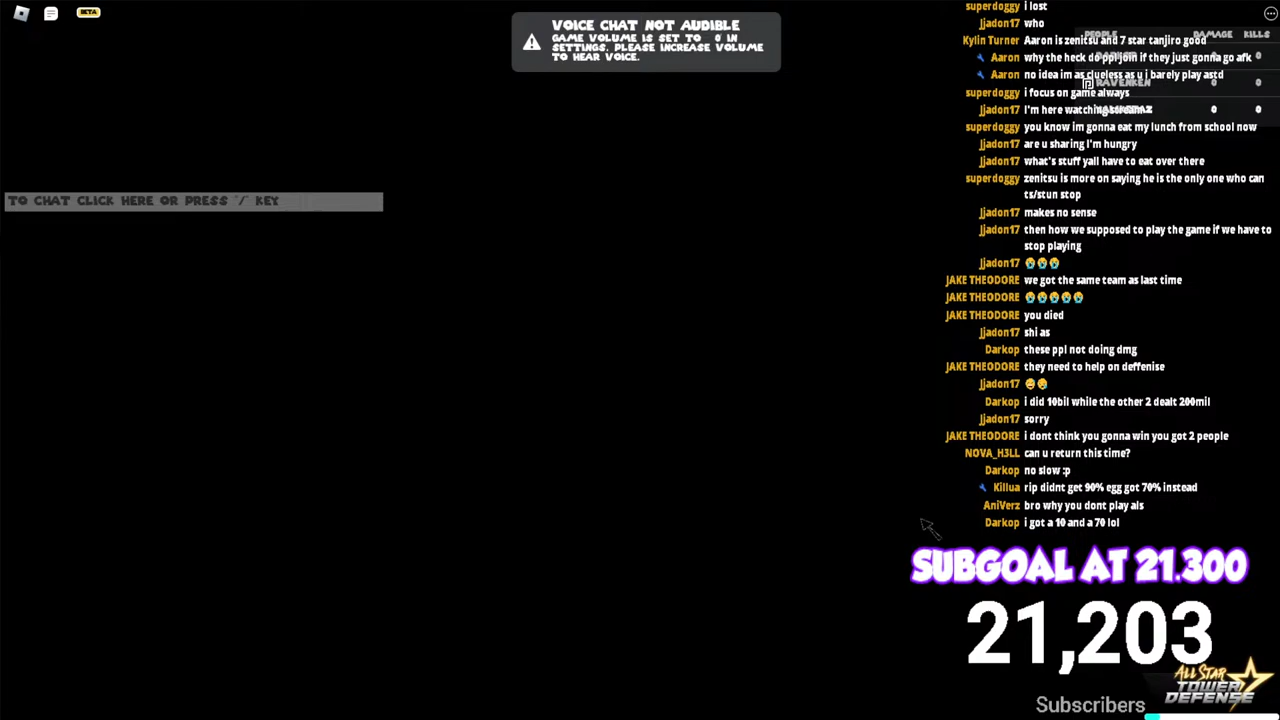 BETA
VOICE CHAT NOT AUDIBLE
GAME VOLUME IS SET TO 0 IN
SETTINGS. PLEASE INCREASE VOLUME
TO HEAR VOICE.
TO CHAT CLICK HERE OR PRESS "/" KEY
PEOPLE DAMAGE KILLS
0
RAVENKEN 0 0
0 0
superdoggy i lost
Jjadon17 who
Kylin Turner Aaron is zenitsu and 7 star tanjiro good
Aaron why the heck do ppl join if they just gonna go afk
Aaron no idea im as clueless as u i barely play astd
superdoggy i focus on game always
Jjadon17 I'm here watching stream
superdoggy you know im gonna eat my lunch from school now
Jjadon17 are u sharing I'm hungry
Jjadon17 what's stuff yall have to eat over there
superdoggy zenitsu is more on saying he is the only one who can
ts/stun stop
Jjadon17 makes no sense
Jjadon17 then how we supposed to play the game if we have to
stop playing
Jjadon17 😭😭😭
JAKE THEODORE we got the same team as last time
JAKE THEODORE 😭😭😭😭😭
JAKE THEODORE you died
Jjadon17 shi as
Darkop these ppl not doing dmg
JAKE THEODORE they need to help on deffenise
Jjadon17 😅😥
Darkop i did 10bil while the other 2 dealt 200mil
Jjadon17 sorry
JAKE THEODORE i dont think you gonna win you got 2 people
NOVA_H3LL can u return this time?
Darkop no slow :p
Killua rip didnt get 90% egg got 70% instead
AniVerz bro why you dont play als
Darkop i got a 10 and a 70 lol
SUBGOAL AT 21.300
21,203
Subscribers
ALL STAR
TOWER
DEFENSE